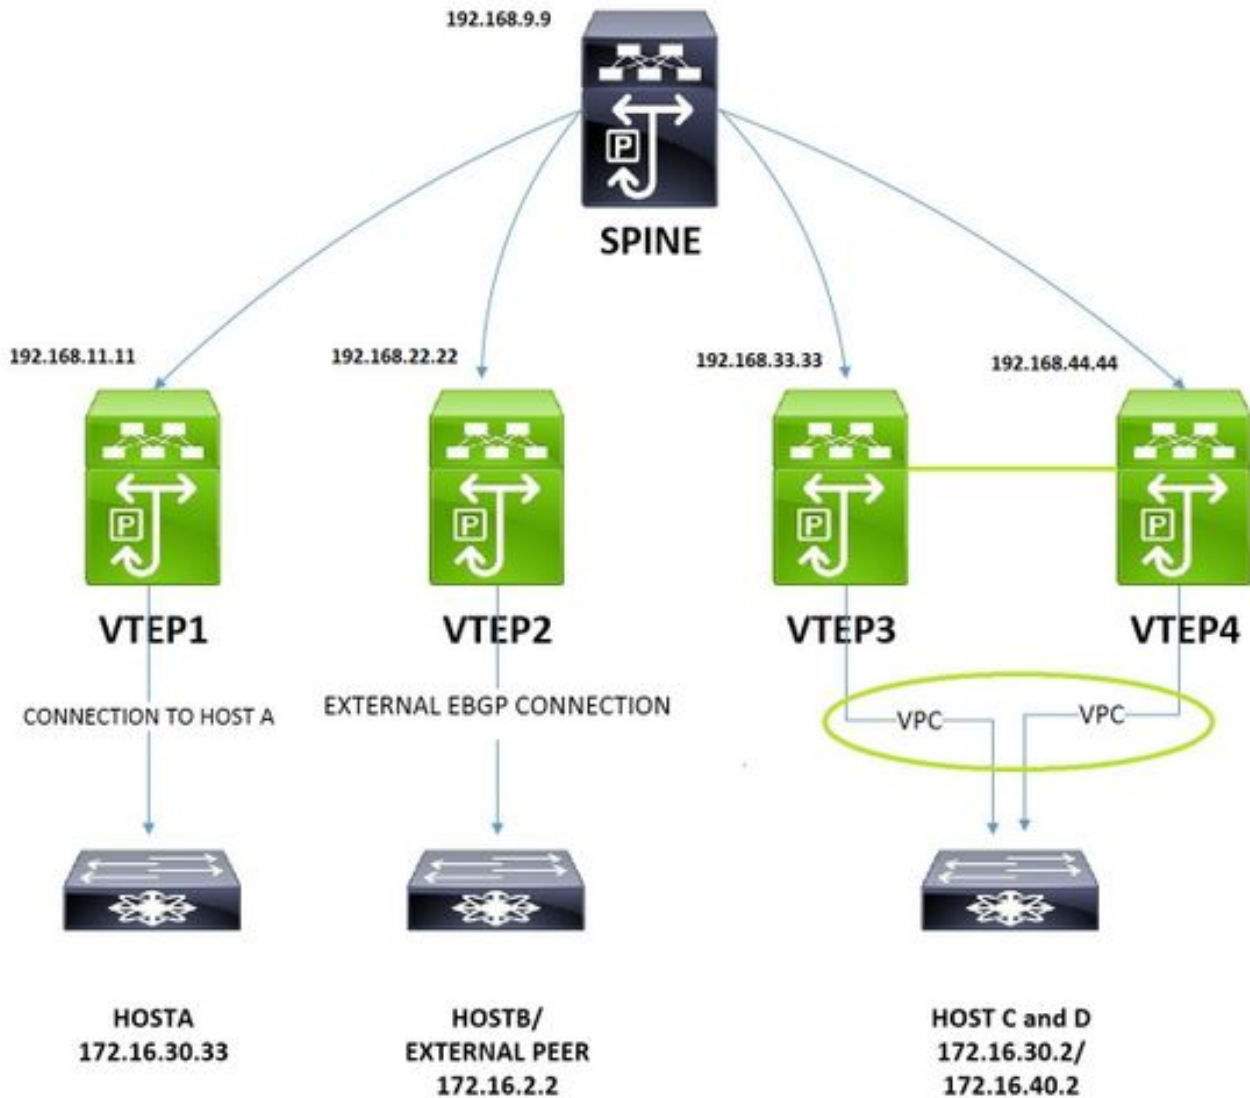 192.168.9.9
P
SPINE
192.168.11.11
192.168.22.22
192.168.33.33
192.168.44.44
P
P
P
P
VTEP1
VTEP2
VTEP3
VTEP4
CONNECTION TO HOST A
EXTERNAL EBGP CONNECTION
VPC
VPC
HOSTA
172.16.30.33
HOSTB/
EXTERNAL PEER
172.16.2.2
HOST C and D
172.16.30.2/
172.16.40.2